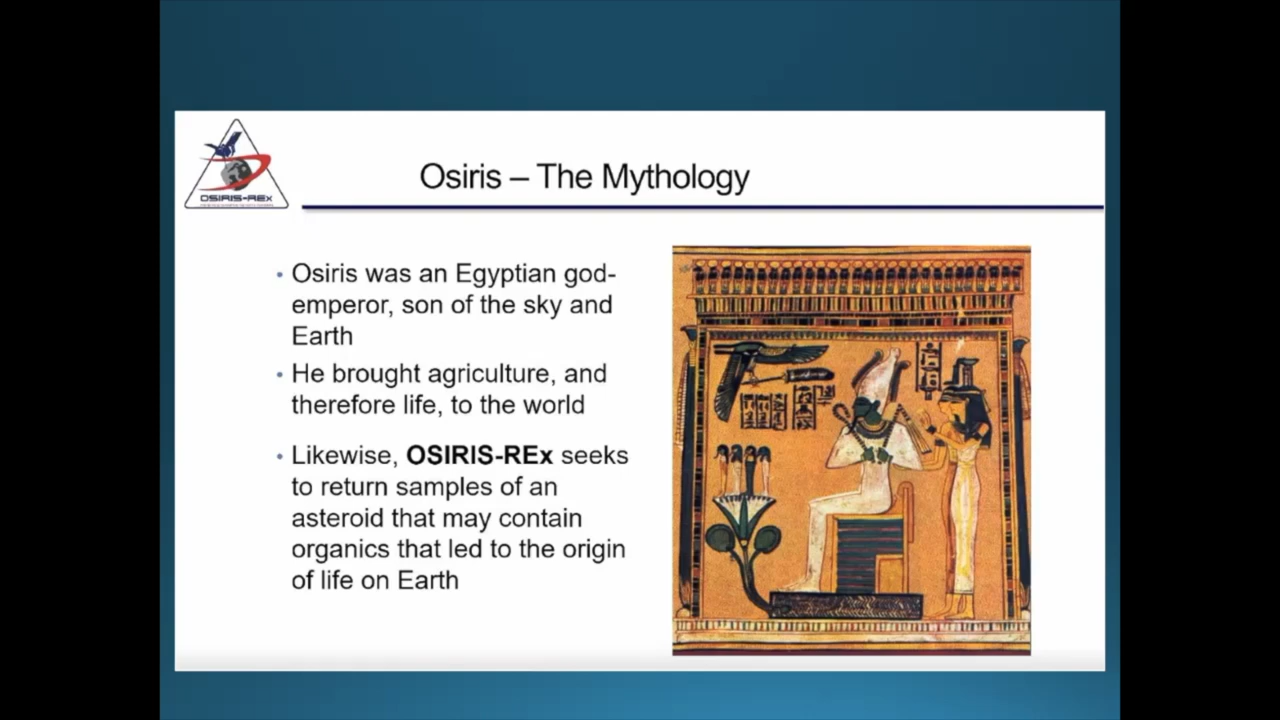 OSIRIS-REx
Osiris – The Mythology
• Osiris was an Egyptian god-
emperor, son of the sky and
Earth
• He brought agriculture, and
therefore life, to the world
• Likewise, OSIRIS-REx seeks
to return samples of an
asteroid that may contain
organics that led to the origin
of life on Earth